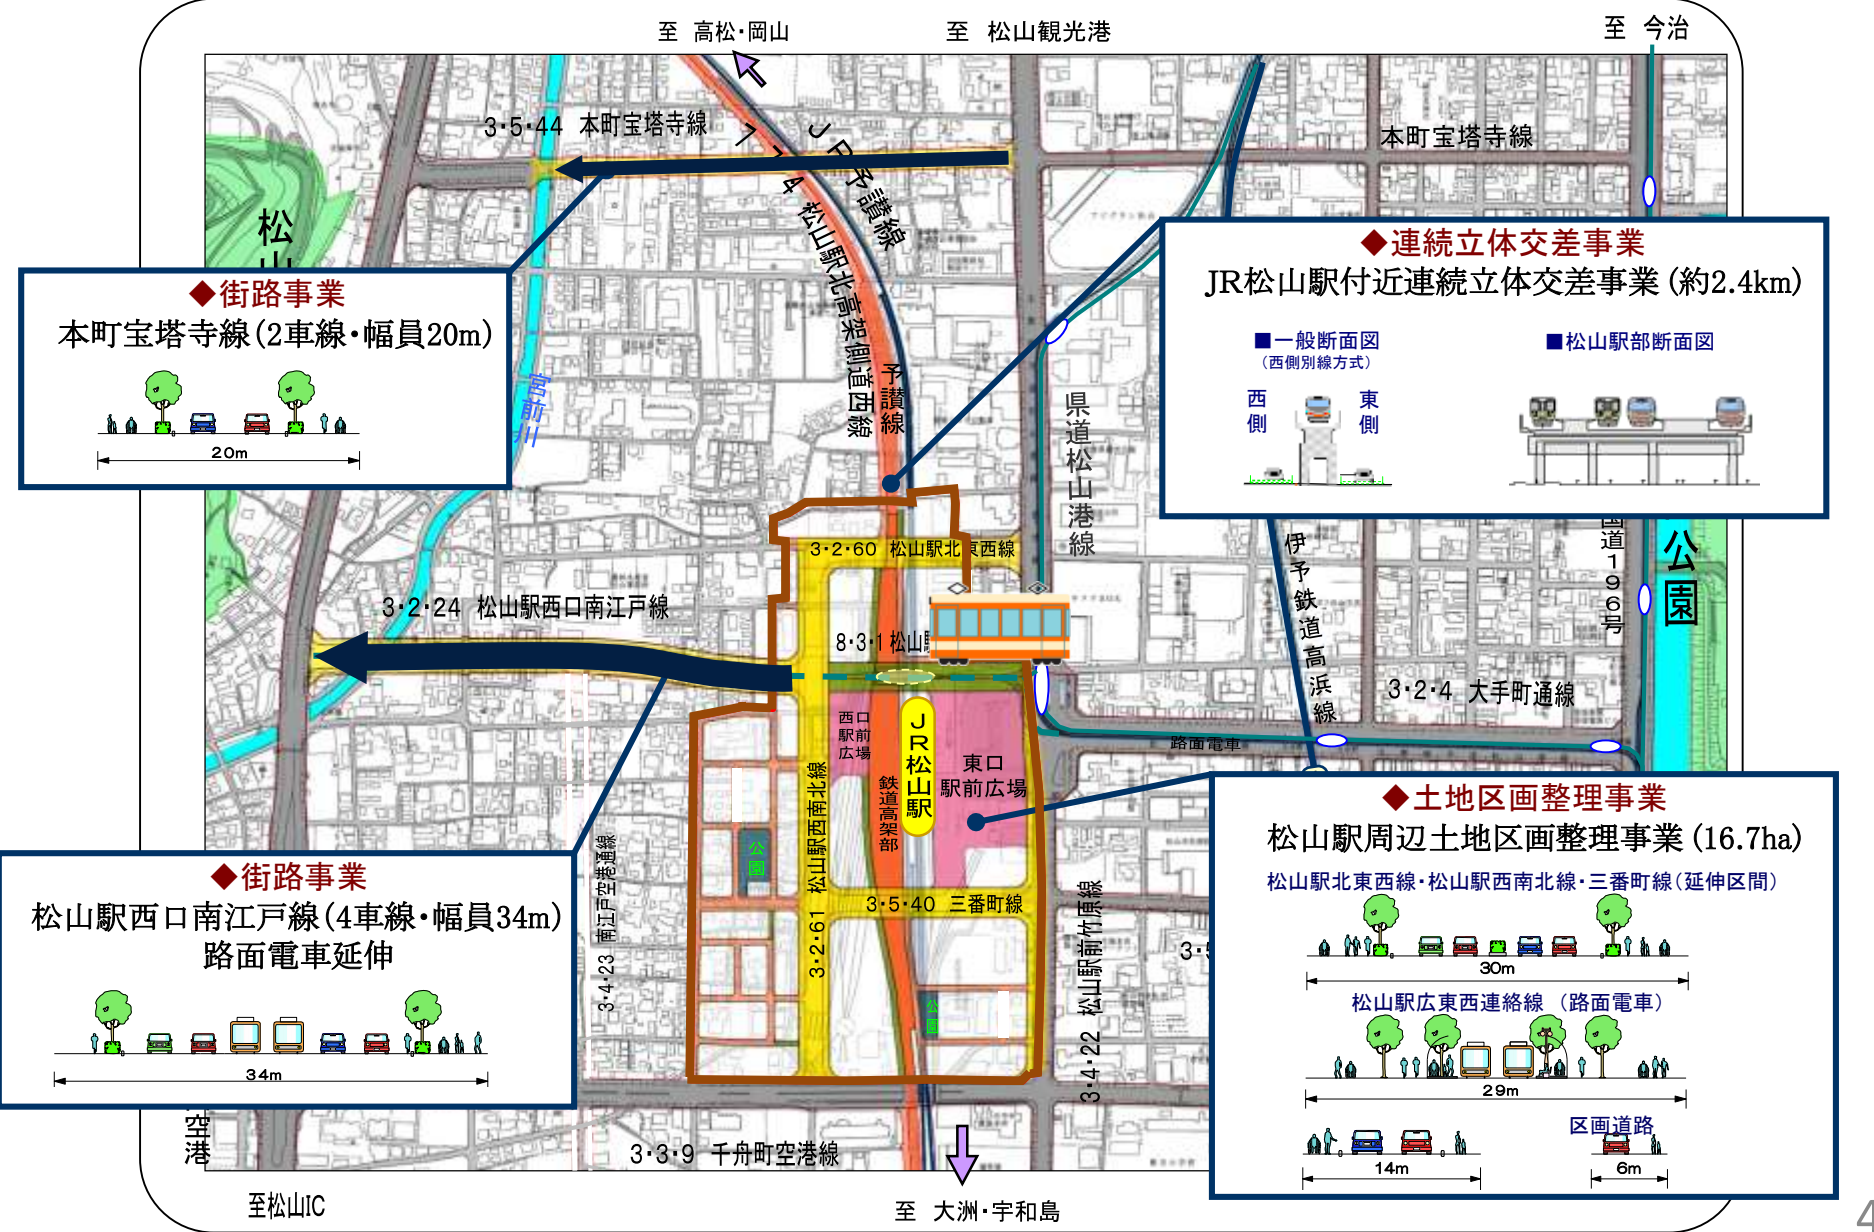 至 高松・岡山
至 松山観光港
至 今治
3・5・44 本町宝塔寺線
本町宝塔寺線
JR予讃線
7・7・4 松山駅北高架側道西線
松山
◆街路事業
本町宝塔寺線(2車線・幅員20m)
20m
宮前川
予讃線
県道松山港線
◆連続立体交差事業
JR松山駅付近連続立体交差事業(約2.4km)
■一般断面図
(西側別線方式)
西側
東側
■松山駅部断面図
国道196号
公園
伊予鉄道高浜線
3・2・60 松山駅北東西線
3・2・24 松山駅西口南江戸線
8・3・1 松山駅
3・2・4 大手町通線
路面電車
西口
駅前
広場
JR松山駅
東口
駅前広場
鉄道高架部
3・2・61 松山駅西南北線
公園
3・5・40 三番町線
公園
3・4・23 南江戸空港通線
3・4・22 松山駅前竹原線
3・5
◆街路事業
松山駅西口南江戸線(4車線・幅員34m)
路面電車延伸
34m
◆土地区画整理事業
松山駅周辺土地区画整理事業(16.7ha)
松山駅北東西線・松山駅西南北線・三番町線(延伸区間)
30m
松山駅広東西連絡線 (路面電車)
29m
区画道路
14m
6m
空港
3・3・9 千舟町空港線
至松山IC
至 大洲・宇和島
4